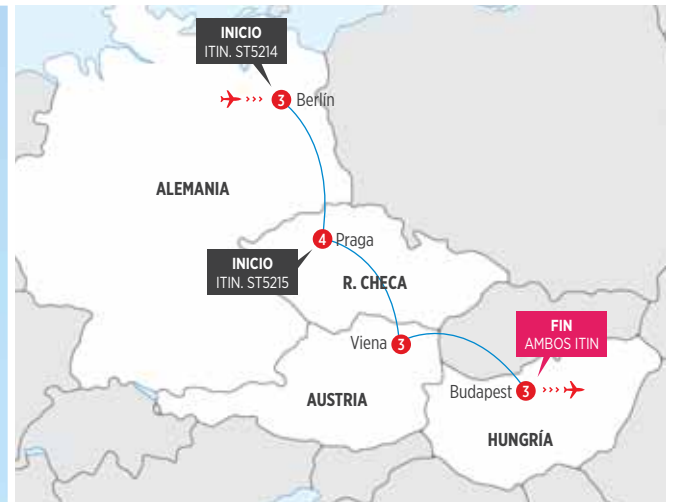 INICIO
ITIN. ST5214
3 Berlín
ALEMANIA
4 Praga
INICIO
ITIN. ST5215
R. CHECA
Viena 3
FIN
AMBOS ITIN
Budapest 3
AUSTRIA
HUNGRÍA